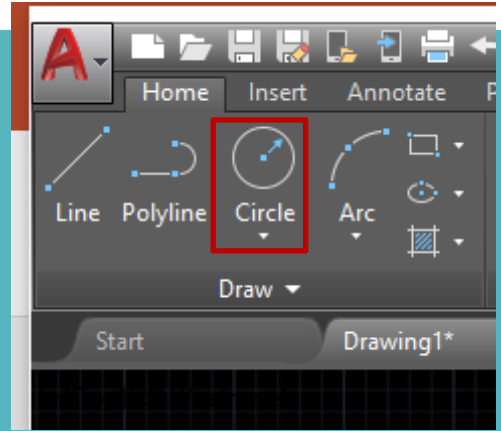 Home Insert Annotate P
Line Polyline Circle Arc
Draw
Start Drawing1*